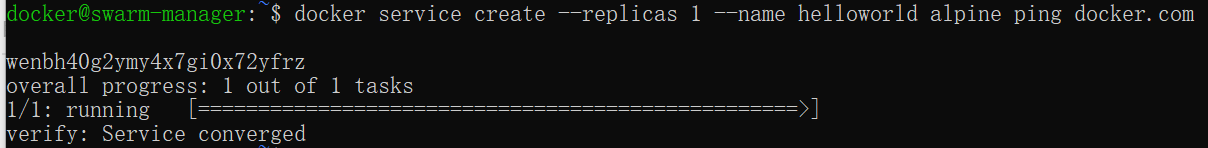 docker@swarm-manager:~$ docker service create --replicas 1 --name helloworld alpine ping docker.com
wenbh40g2ymy4x7gi0x72yfrz
overall progress: 1 out of 1 tasks
1/1: running   [==================================================>]
verify: Service converged